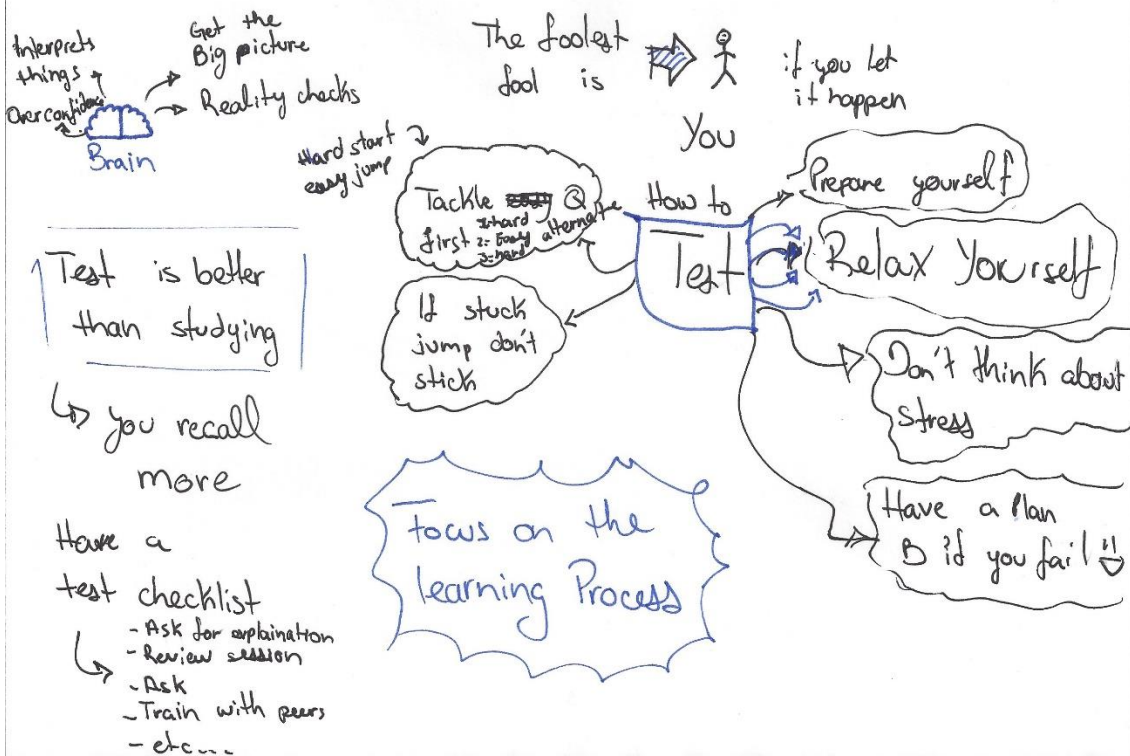 Interprets
things
Overconfidence
Get the
Big picture
Reality checks
Brain
The foolest
fool is
You
if you let
it happen
Hard start
easy jump
Tackle Q
first
1=hard
2=Easy
3=hard
alternate
If stuck
jump don't
stick
How to
Test
Prepare yourself
Relax Yourself
Don't think about
stress
Have a Plan
B if you fail
Test is better
than studying
you recall
more
Have a
test checklist
- Ask for explaination
- Review session
- Ask
- Train with peers
- etc...
Focus on the
learning Process